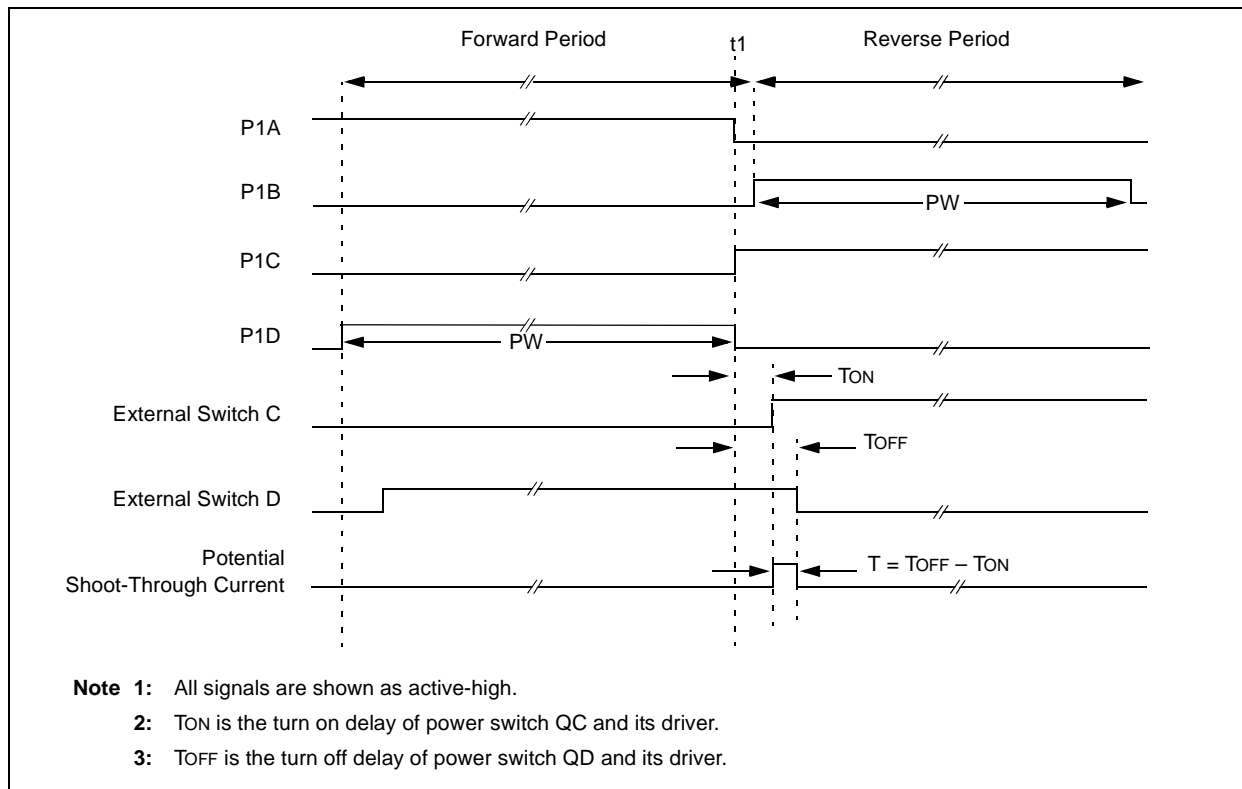 Forward Period
t1
Reverse Period
P1A
P1B
PW
P1C
P1D
PW
TON
External Switch C
TOFF
External Switch D
Potential
Shoot-Through Current
T = TOFF – TON
Note 1: All signals are shown as active-high.
2: TON is the turn on delay of power switch QC and its driver.
3: TOFF is the turn off delay of power switch QD and its driver.